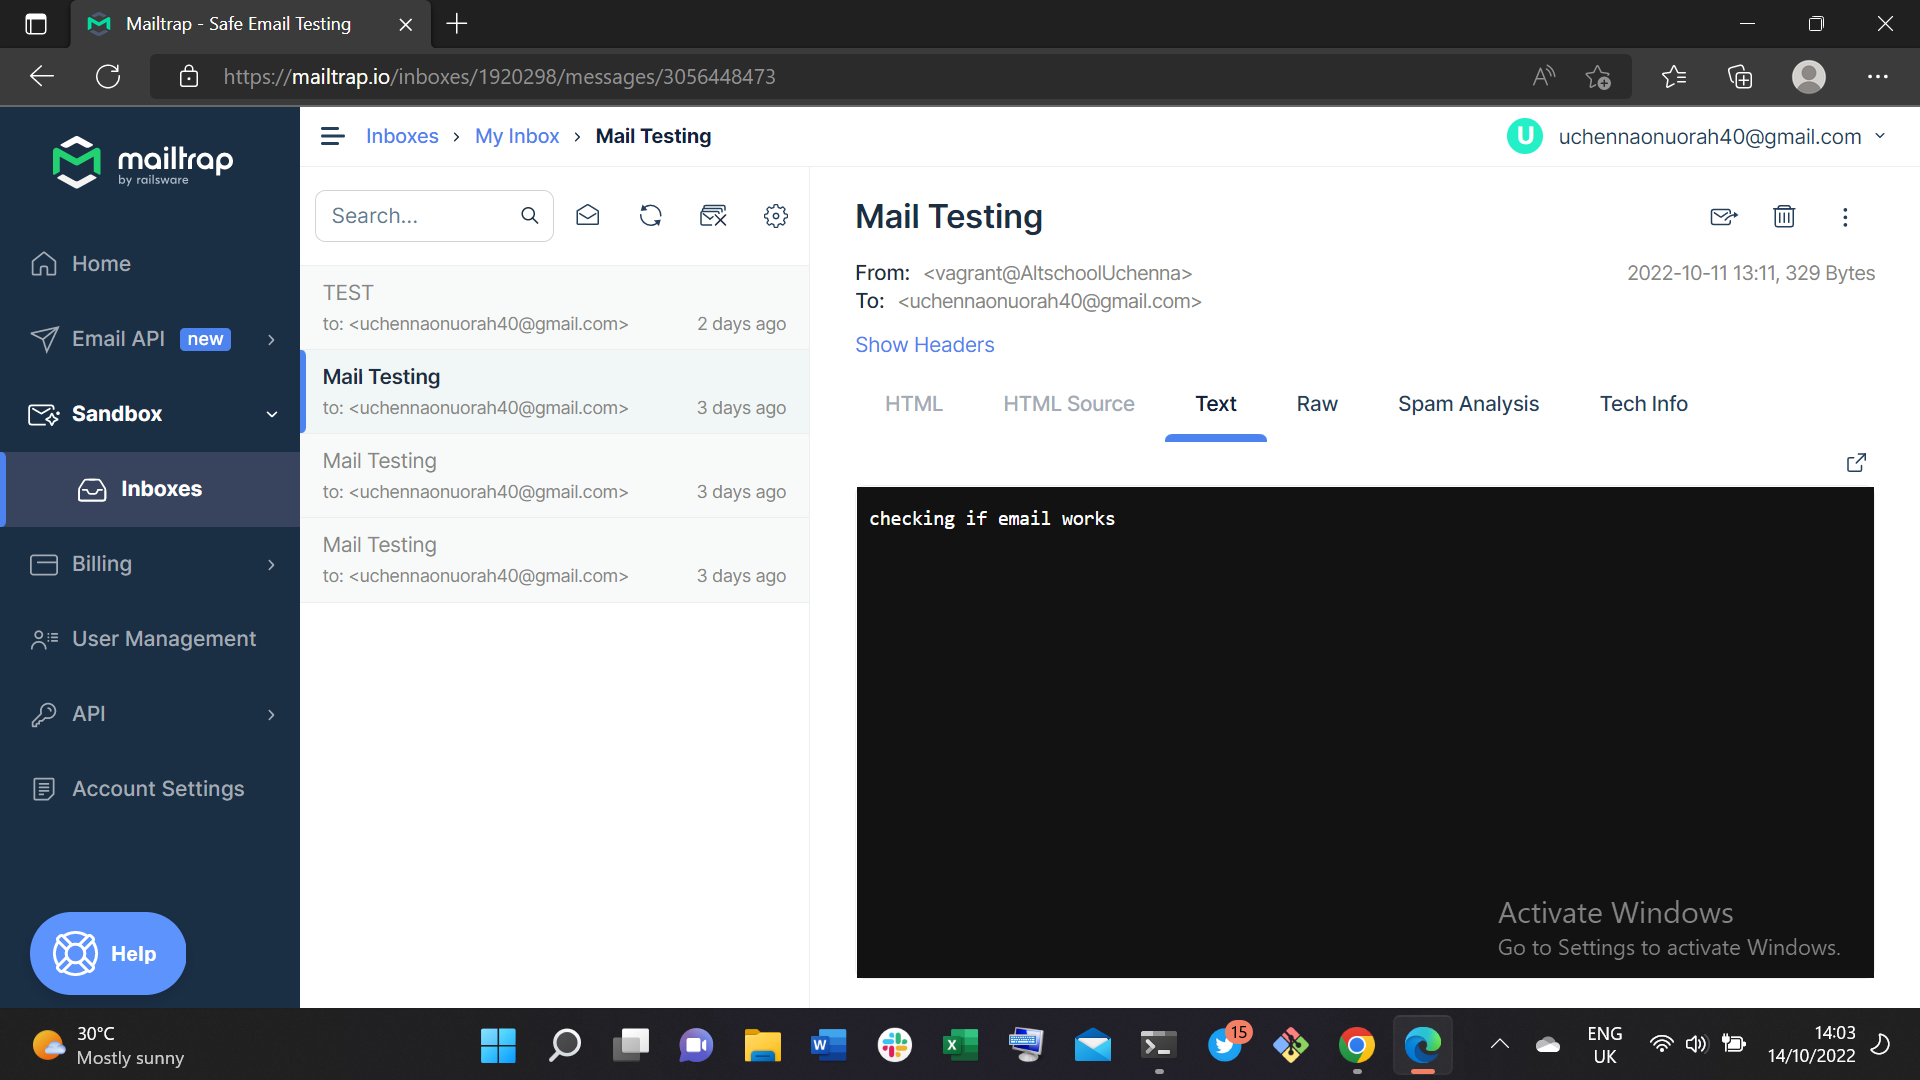 Mailtrap - Safe Email Testing
https://mailtrap.io/inboxes/1920298/messages/3056448473
mailtrap
by railsware
Home
Email API new
Sandbox
Inboxes
Billing
User Management
API
Account Settings
Help
Inboxes › My Inbox › Mail Testing
U uchennaonuorah40@gmail.com
Search...
TEST
to: <uchennaonuorah40@gmail.com> 2 days ago
Mail Testing
to: <uchennaonuorah40@gmail.com> 3 days ago
Mail Testing
to: <uchennaonuorah40@gmail.com> 3 days ago
Mail Testing
to: <uchennaonuorah40@gmail.com> 3 days ago
Mail Testing
From: <vagrant@AltschoolUchenna> 2022-10-11 13:11, 329 Bytes
To: <uchennaonuorah40@gmail.com>
Show Headers
HTML HTML Source Text Raw Spam Analysis Tech Info
checking if email works
Activate Windows
Go to Settings to activate Windows.
30°C
Mostly sunny
W
X
15
ENG
UK
14:03
14/10/2022